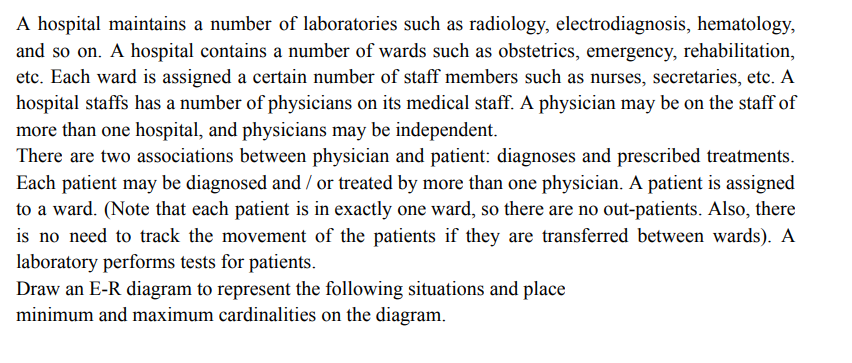 A hospital maintains a number of laboratories such as radiology, electrodiagnosis, hematology,
and so on. A hospital contains a number of wards such as obstetrics, emergency, rehabilitation,
etc. Each ward is assigned a certain number of staff members such as nurses, secretaries, etc. A
hospital staffs has a number of physicians on its medical staff. A physician may be on the staff of
more than one hospital, and physicians may be independent.
There are two associations between physician and patient: diagnoses and prescribed treatments.
Each patient may be diagnosed and / or treated by more than one physician. A patient is assigned
to a ward. (Note that each patient is in exactly one ward, so there are no out-patients. Also, there
is no need to track the movement of the patients if they are transferred between wards). A
laboratory performs tests for patients.
Draw an E-R diagram to represent the following situations and place
minimum and maximum cardinalities on the diagram.